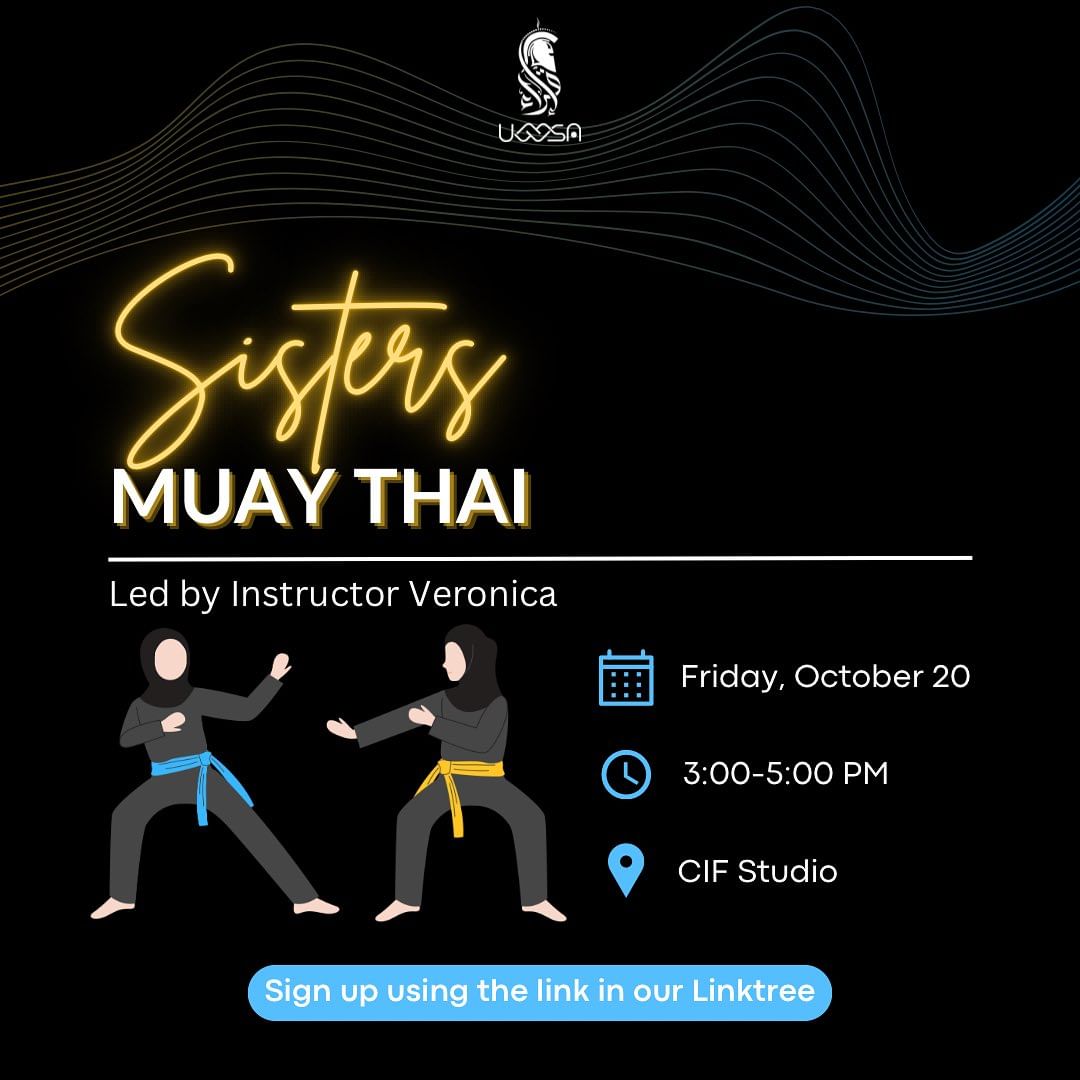 Sisters
MUAY THAI
Led by Instructor Veronica
Friday, October 20
3:00-5:00 PM
CIF Studio
Sign up using the link in our Linktree